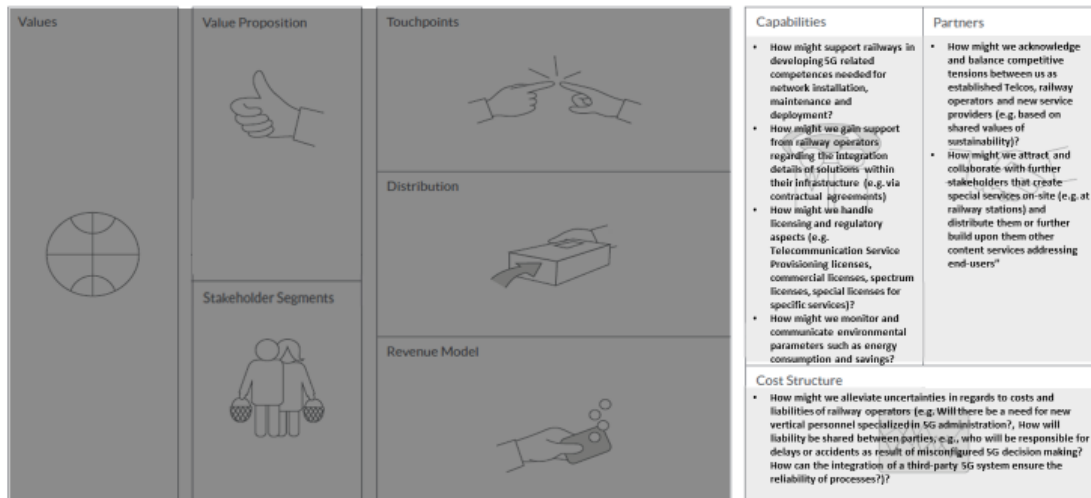 Values
Value Proposition
Stakeholder Segments
Touchpoints
Distribution
Revenue Model
Capabilities
• How might support railways in
developing 5G related
competences needed for
network installation,
maintenance and
deployment?
• How might we gain support
from railway operators
regarding the integration
details of solutions within
their infrastructure (e.g. via
contractual agreements)
• How might we handle
licensing and regulatory
aspects (e.g.
Telecommunication Service
Provisioning licenses,
commercial licenses, spectrum
licenses, special licenses for
specific services)?
• How might we monitor and
communicate environmental
parameters such as energy
consumption and savings?
Partners
• How might we acknowledge
and balance competitive
tensions between us as
established Telcos, railway
operators and new service
providers (e.g. based on
shared values of
sustainability)?
• How might we attract and
collaborate with further
stakeholders that create
special services on-site (e.g. at
railway stations) and
distribute them or further
build upon them other
content services addressing
end-users"
Cost Structure
• How might we alleviate uncertainties in regards to costs and
liabilities of railway operators (e.g. Will there be a need for new
vertical personnel specialized in 5G administration?, How will
liability be shared between parties, e.g., who will be responsible for
delays or accidents as result of misconfigured 5G decision making?
How can the integration of a third-party 5G system ensure the
reliability of processes?)?